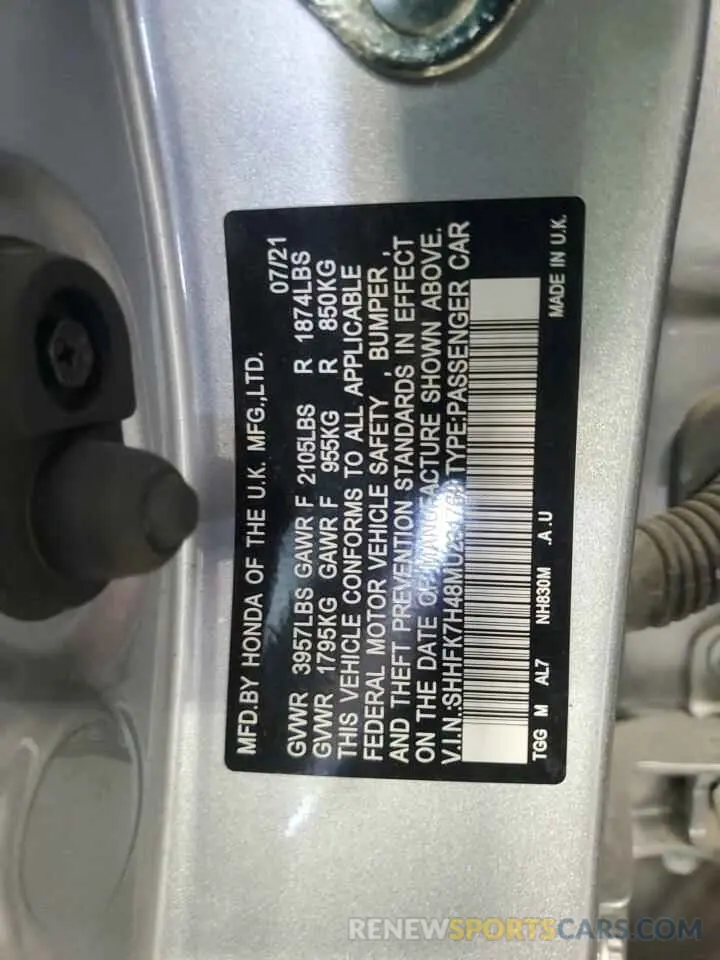 MFD.BY HONDA OF THE U.K. MFG.,LTD. 07/21
GVWR 3957LBS GAWR F 2105LBS R 1874LBS
GVWR 1795KG GAWR F 955KG R 850KG
THIS VEHICLE CONFORMS TO ALL APPLICABLE
FEDERAL MOTOR VEHICLE SAFETY , BUMPER ,
AND THEFT PREVENTION STANDARDS IN EFFECT
ON THE DATE OF MANUFACTURE SHOWN ABOVE.
V.I.N.: TYPE:PASSENGER CAR
TGG M AL7 NH830M .A .U MADE IN U.K.
RENEWSPORTSCARS.COM